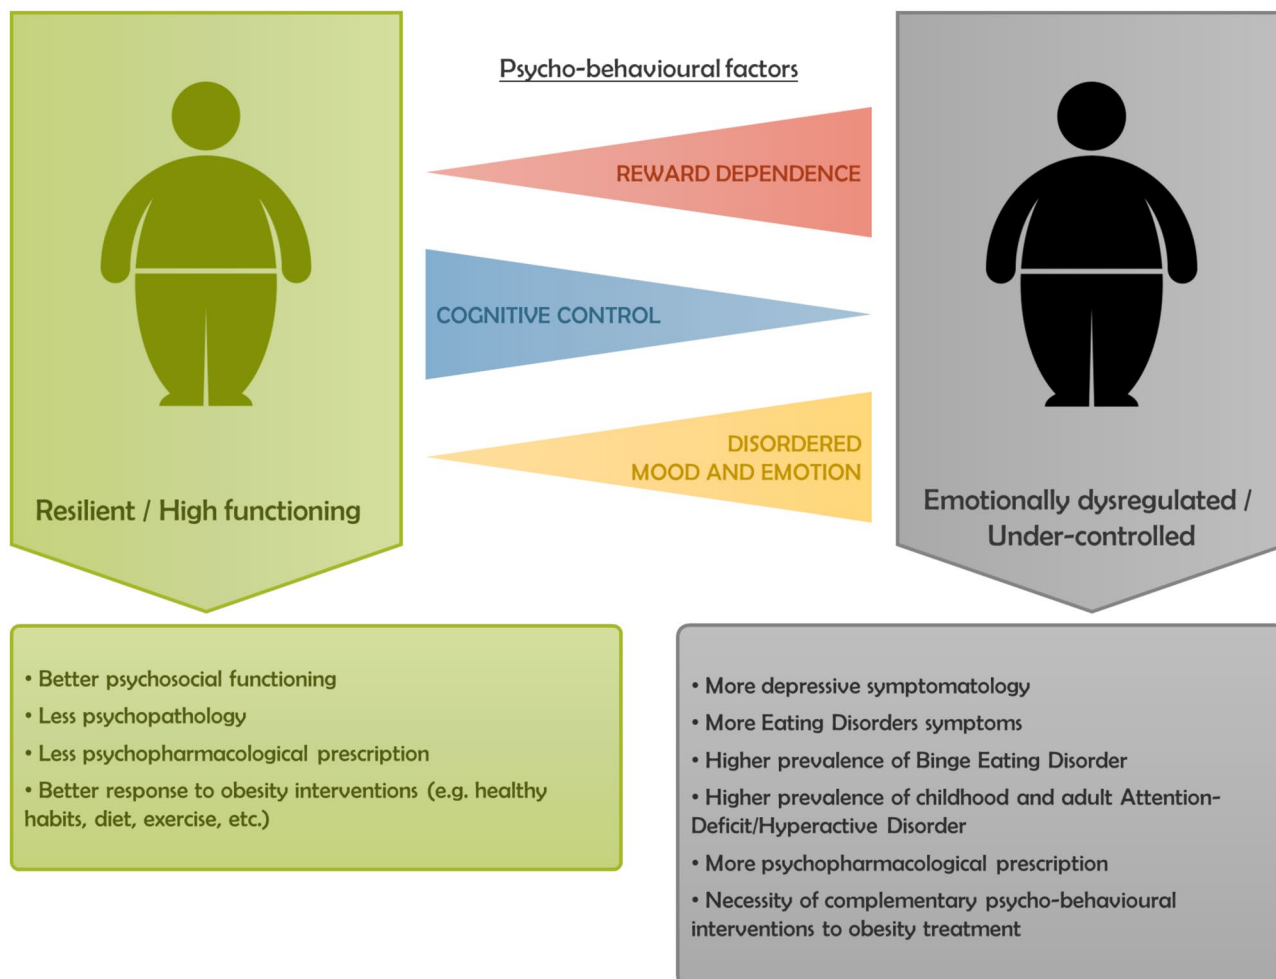 Psycho-behavioural factors
REWARD DEPENDENCE
COGNITIVE CONTROL
DISORDERED
MOOD AND EMOTION
Resilient / High functioning
Emotionally dysregulated /
Under-controlled
• Better psychosocial functioning
• Less psychopathology
• Less psychopharmacological prescription
• Better response to obesity interventions (e.g. healthy
habits, diet, exercise, etc.)
• More depressive symptomatology
• More Eating Disorders symptoms
• Higher prevalence of Binge Eating Disorder
• Higher prevalence of childhood and adult Attention-
Deficit/Hyperactive Disorder
• More psychopharmacological prescription
• Necessity of complementary psycho-behavioural
interventions to obesity treatment